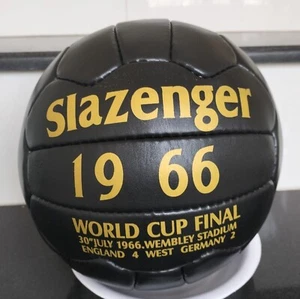 Slazenger
19 66
WORLD CUP FINAL
30TH JULY 1966.WEMBLEY STADIUM
ENGLAND 4 WEST GERMANY 2